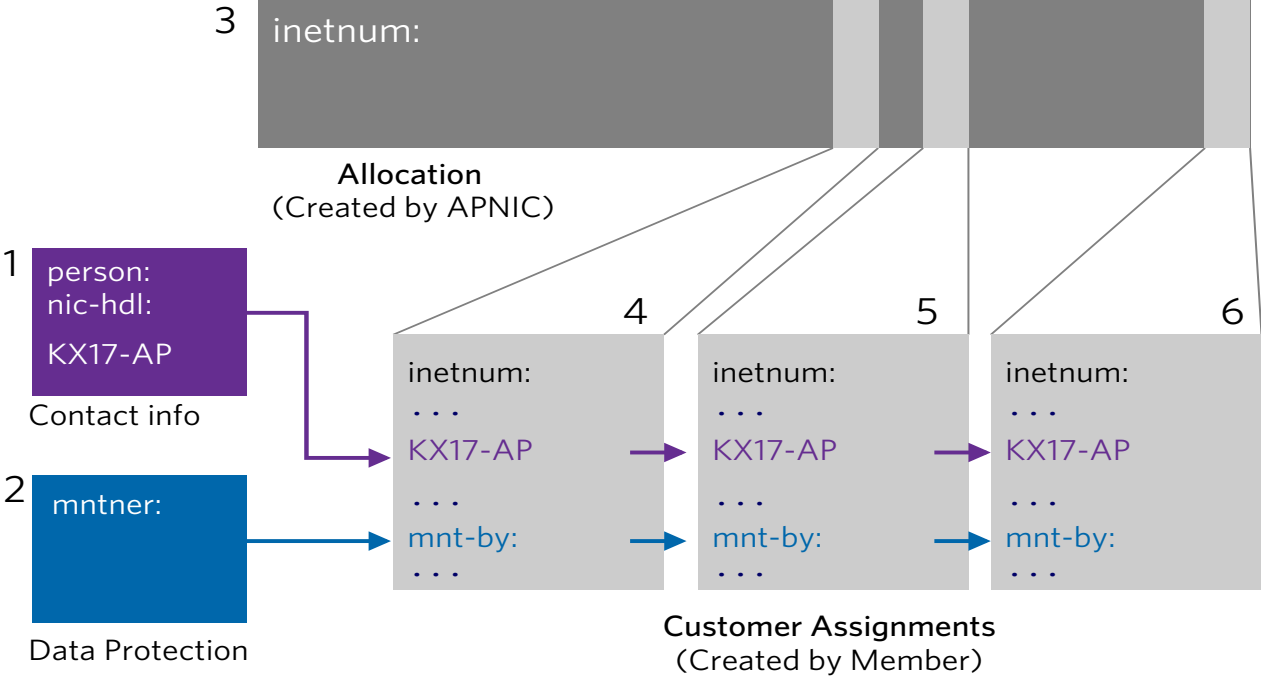 3
inetnum:
Allocation
(Created by APNIC)
1
person:
nic-hdl:
KX17-AP
Contact info
2
mntner:
Data Protection
4
inetnum:
...
KX17-AP
...
mnt-by:
...
5
inetnum:
...
KX17-AP
...
mnt-by:
...
6
inetnum:
...
KX17-AP
...
mnt-by:
...
Customer Assignments
(Created by Member)